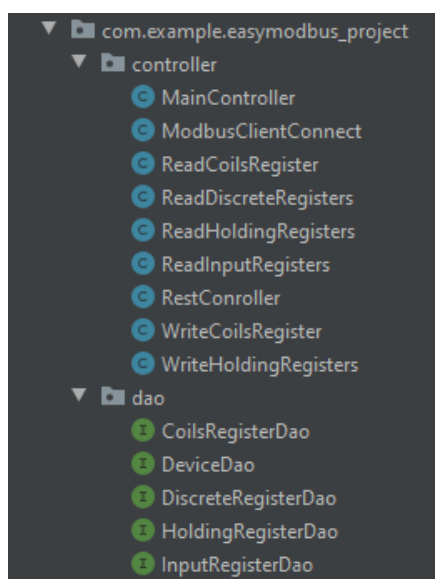 com.example.easymodbus_project
controller
C MainController
C ModbusClientConnect
C ReadCoilsRegister
C ReadDiscreteRegisters
C ReadHoldingRegisters
C ReadInputRegisters
C RestConroller
C WriteCoilsRegister
C WriteHoldingRegisters
dao
I CoilsRegisterDao
I DeviceDao
I DiscreteRegisterDao
I HoldingRegisterDao
I InputRegisterDao